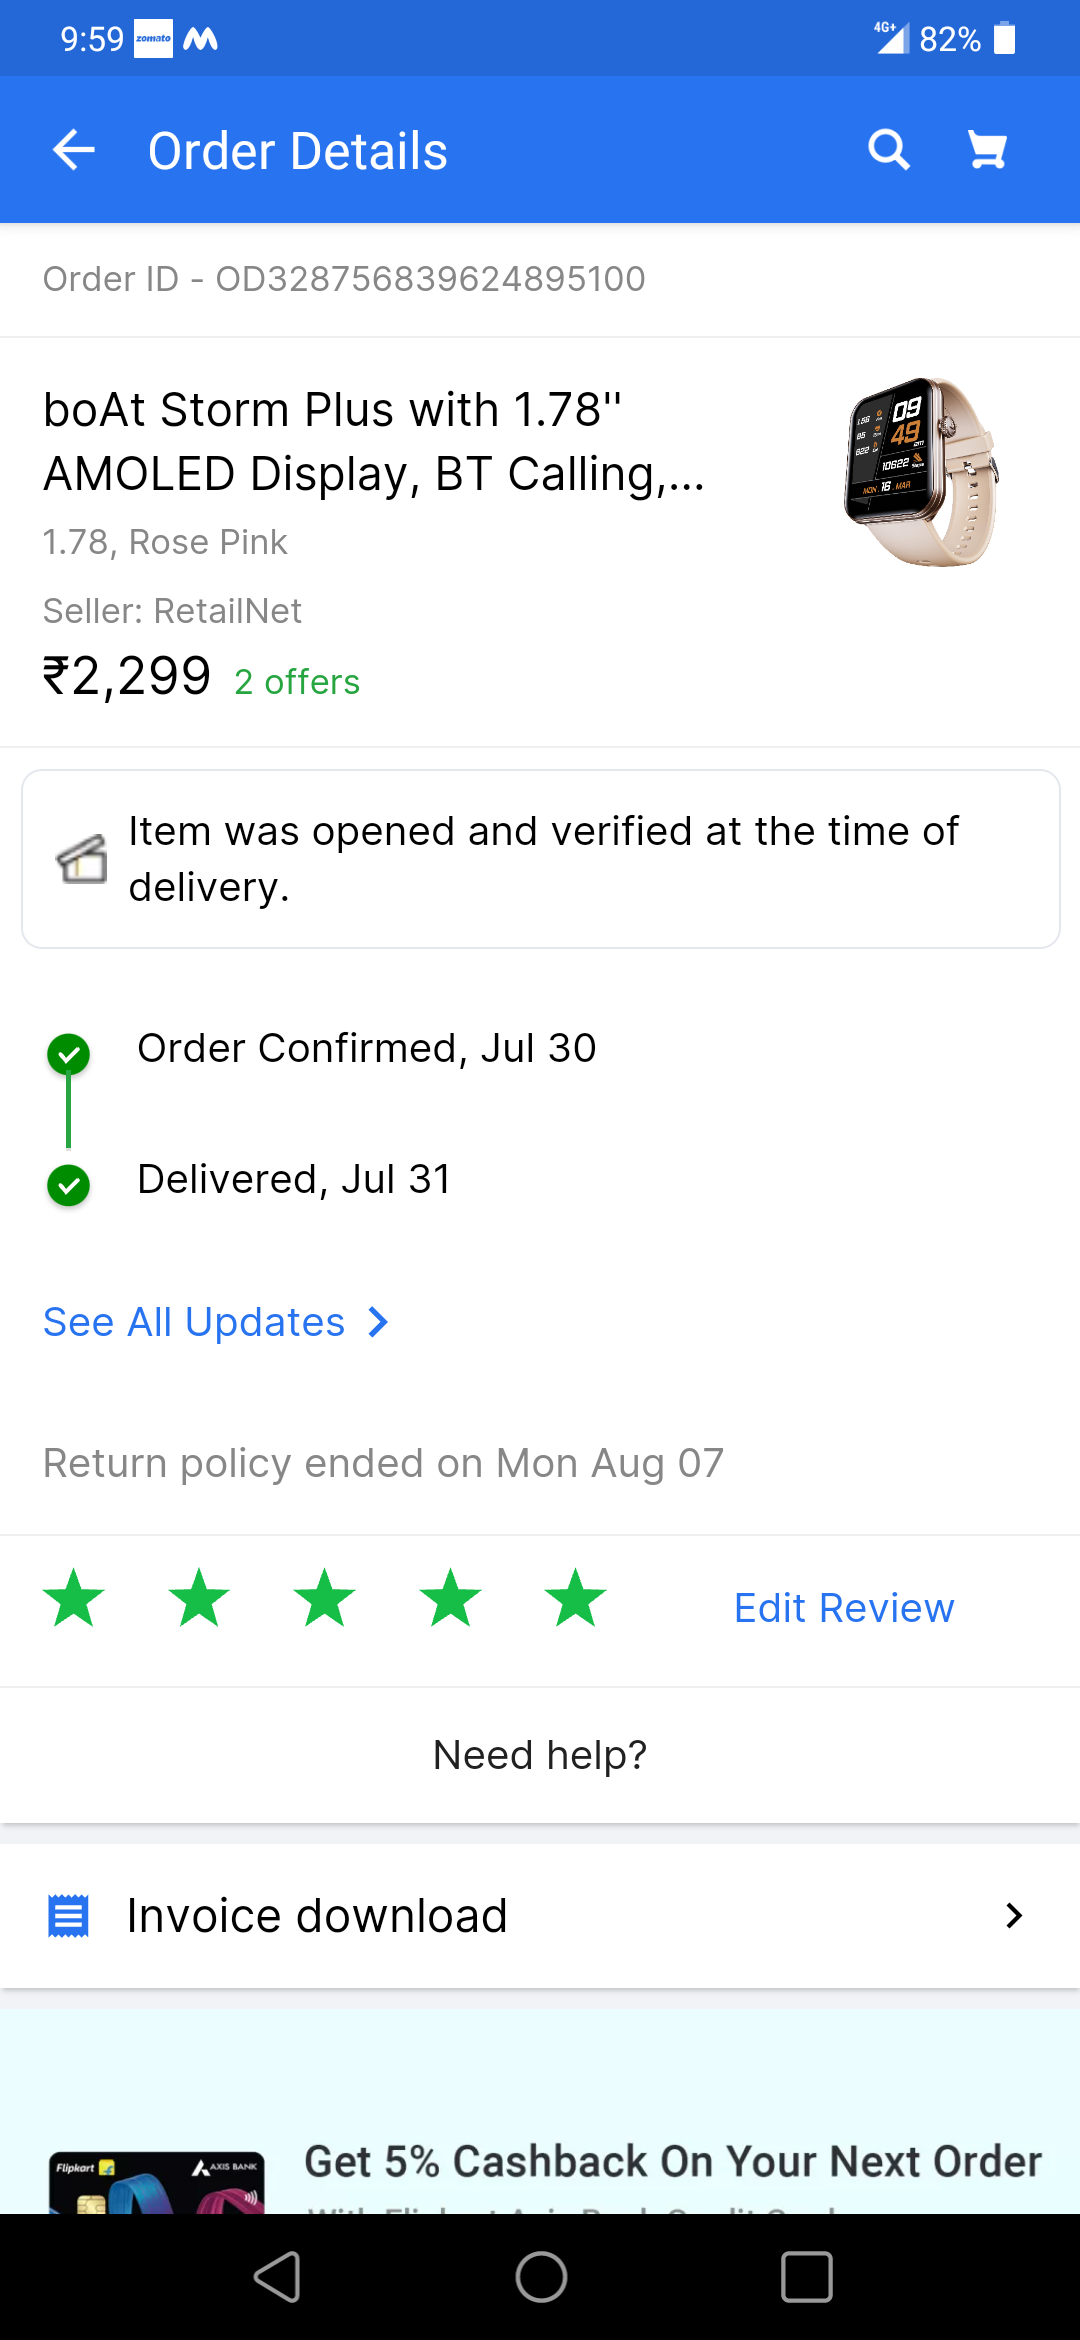 9:59 zomato 4G+ 82%
Order Details
Order ID - OD328756839624895100
boAt Storm Plus with 1.78"
AMOLED Display, BT Calling,...
1.78, Rose Pink
Seller: RetailNet
₹2,299 2 offers
09
49
10622
MON 16 MAR
Item was opened and verified at the time of
delivery.
Order Confirmed, Jul 30
Delivered, Jul 31
See All Updates
Return policy ended on Mon Aug 07
Edit Review
Need help?
Invoice download
Get 5% Cashback On Your Next Order
Flipkart AXIS BANK